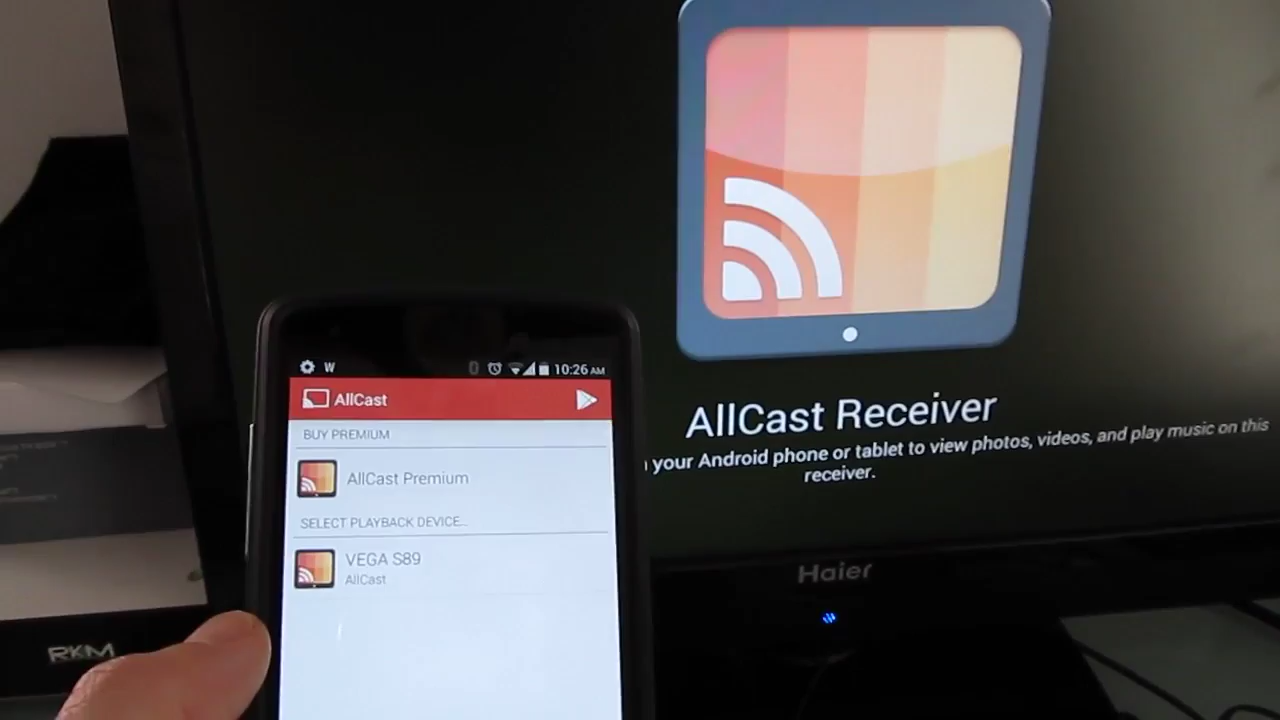 W
10:26 AM
AllCast
BUY PREMIUM
AllCast Premium
SELECT PLAYBACK DEVICE...
VEGA S89
AllCast
AllCast Receiver
your Android phone or tablet to view photos, videos, and play music on this
receiver.
Haier
RKM